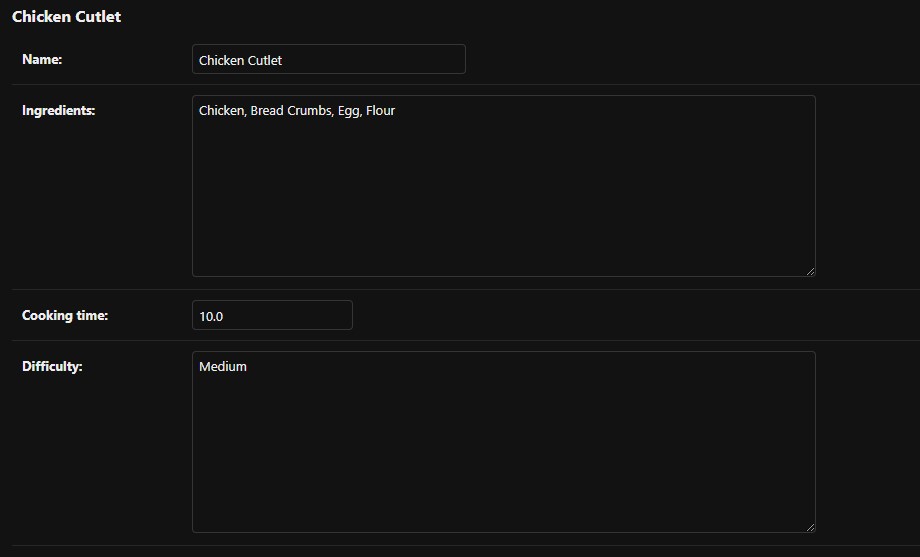 Chicken Cutlet
Name: Chicken Cutlet
Ingredients: Chicken, Bread Crumbs, Egg, Flour
Cooking time: 10.0
Difficulty: Medium